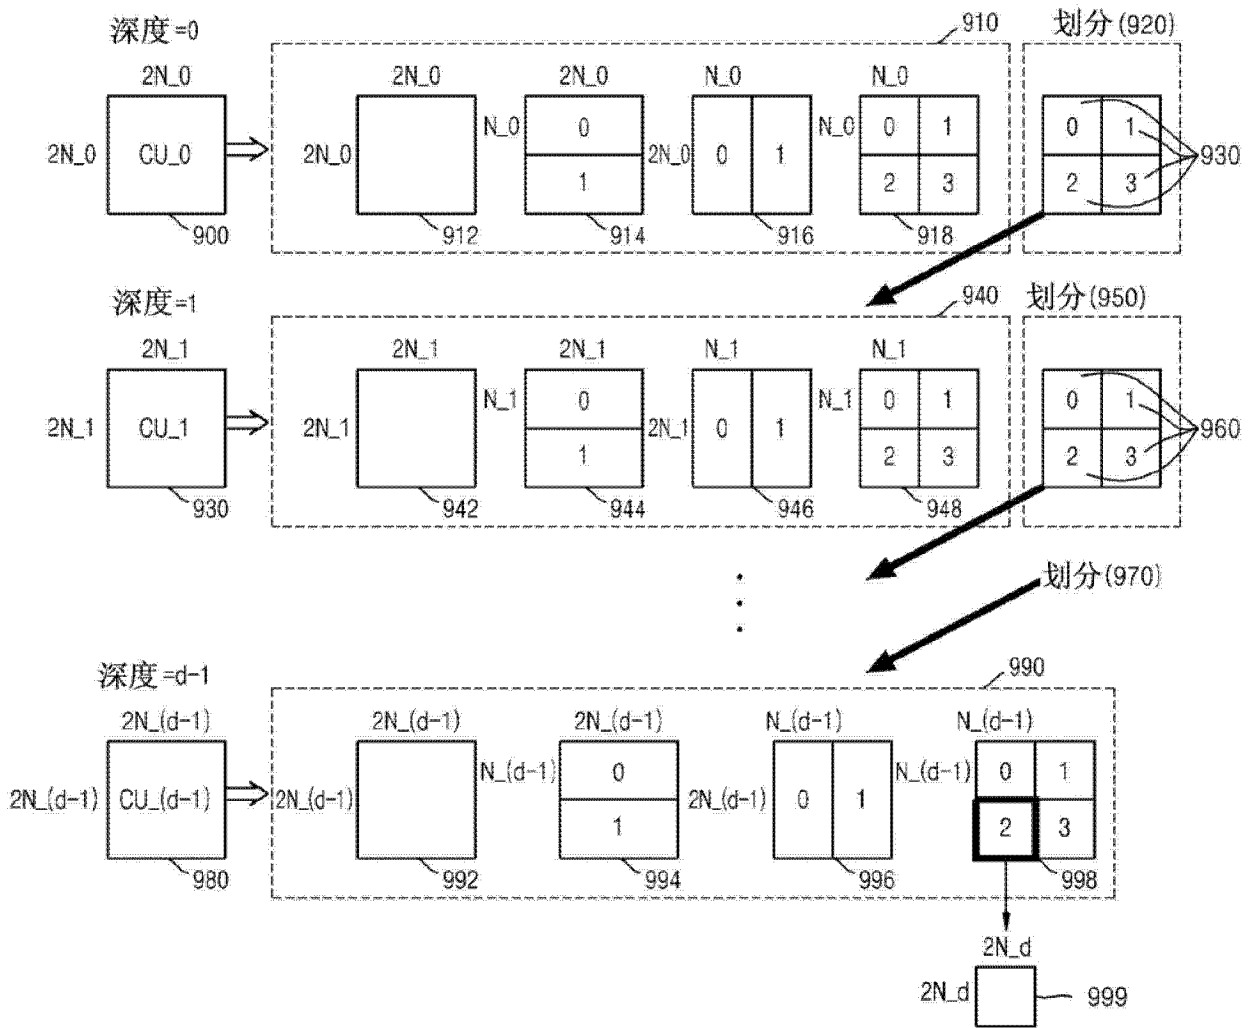 深度=0
910
划分(920)
2N_0
2N_0
2N_0
N_0
N_0
2N_0
CU_0
2N_0
N_0
0
1
2N_0
0
1
N_0
0
1
2
3
0
1
2
3
930
900
912
914
916
918
深度=1
940
划分(950)
2N_1
2N_1
2N_1
N_1
N_1
2N_1
CU_1
2N_1
N_1
0
1
2N_1
0
1
N_1
0
1
2
3
0
1
2
3
960
930
942
944
946
948
划分(970)
深度=d-1
990
2N_(d-1)
2N_(d-1)
2N_(d-1)
N_(d-1)
N_(d-1)
2N_(d-1)
CU_(d-1)
2N_(d-1)
N_(d-1)
0
1
2N_(d-1)
0
1
N_(d-1)
0
1
2
3
980
992
994
996
998
2N_d
2N_d
999